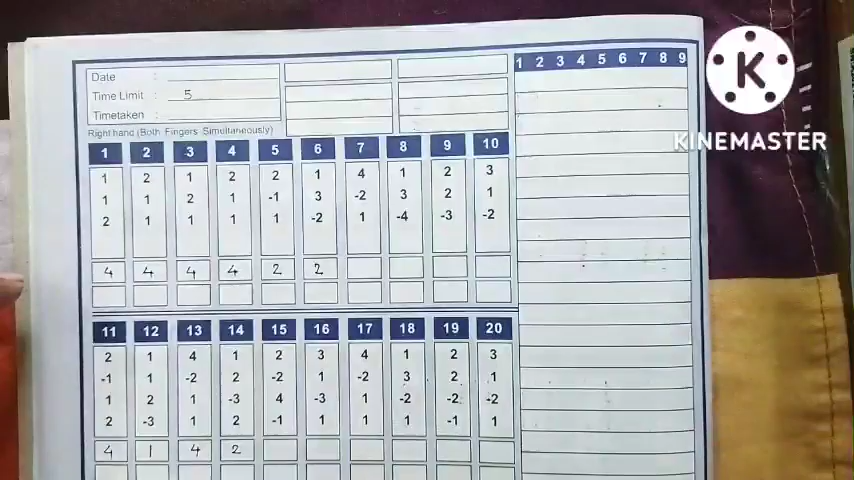 Date :
Time Limit : 5
Timetaken :
Right hand (Both Fingers Simultaneously)
1 2 3 4 5 6 7 8 9
K
KINEMASTER
1 2 3 4 5 6 7 8 9 10
1 2 1 2 2 1 4 1 2 3
1 1 2 1 -1 3 -2 3 2 1
2 1 1 1 1 -2 1 -4 -3 -2
4 4 4 4 2 2
11 12 13 14 15 16 17 18 19 20
2 1 4 1 2 3 4 1 2 3
-1 1 -2 2 -2 1 -2 3 2 1
1 2 1 -3 4 -3 1 -2 -2 -2
2 -3 1 2 -1 1 1 1 -1 1
4 1 4 2